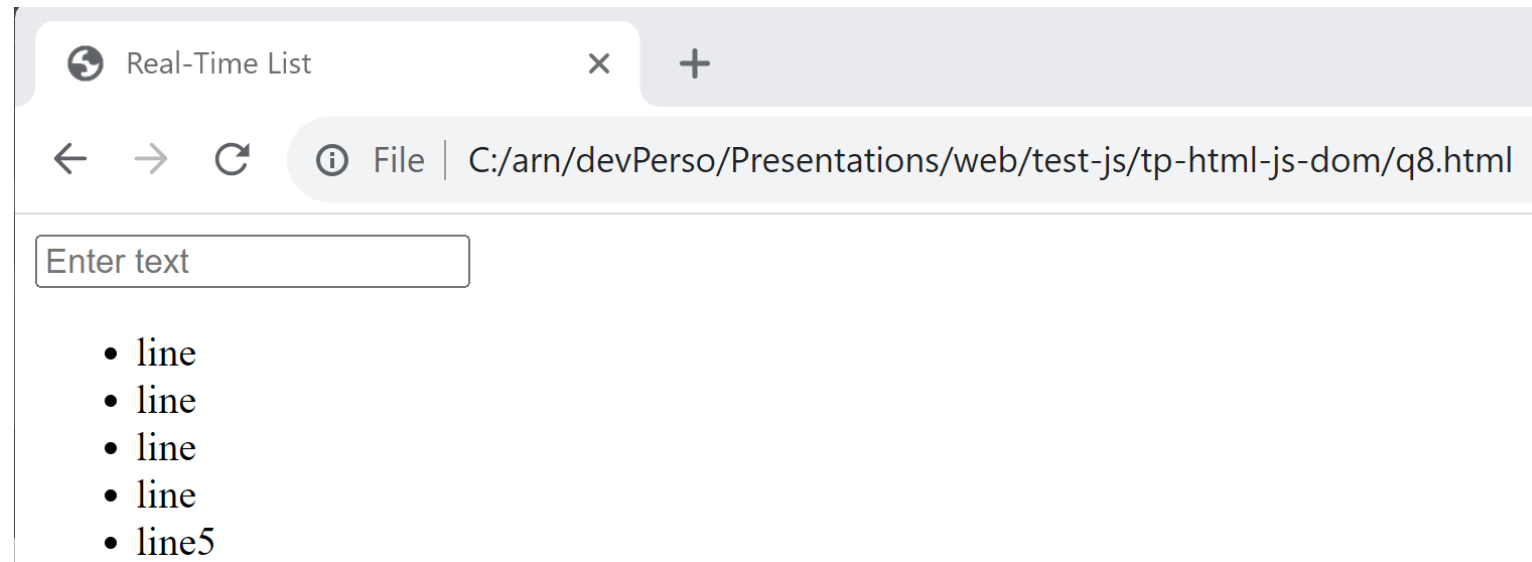 Real-Time List
File C:/arn/devPerso/Presentations/web/test-js/tp-html-js-dom/q8.html
Enter text
• line
• line
• line
• line
• line5